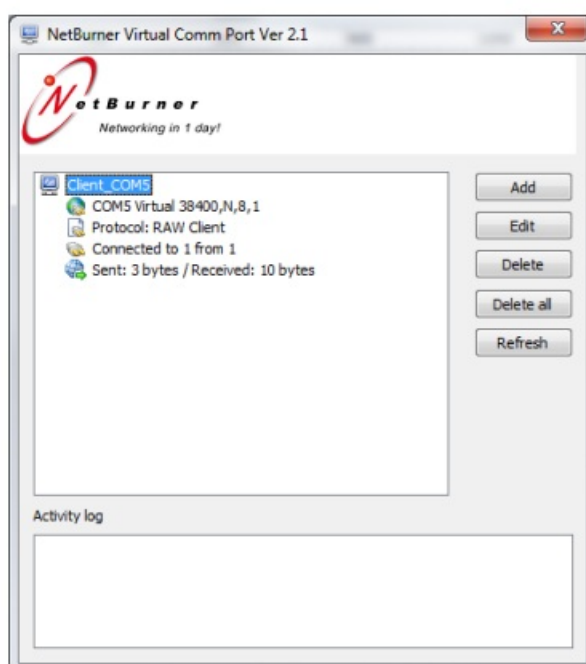 NetBurner Virtual Comm Port Ver 2.1
NetBurner
Networking in 1 day!
Client_COM5
COM5 Virtual 38400,N,8,1
Protocol: RAW Client
Connected to 1 from 1
Sent: 3 bytes / Received: 10 bytes
Add
Edit
Delete
Delete all
Refresh
Activity log